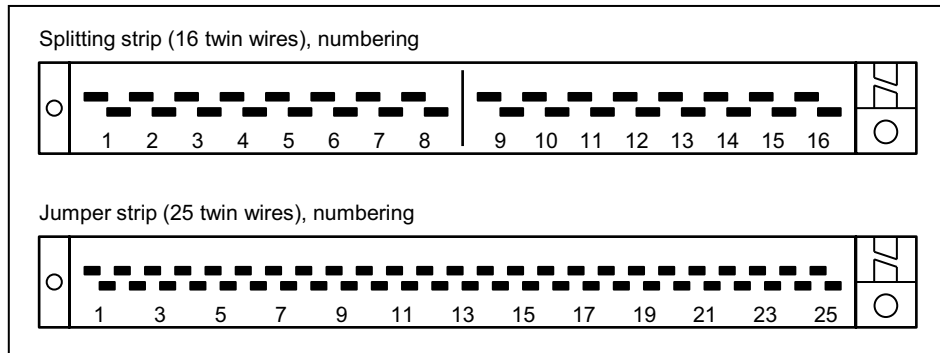 Splitting strip (16 twin wires), numbering
1 2 3 4 5 6 7 8 9 10 11 12 13 14 15 16
Jumper strip (25 twin wires), numbering
1 3 5 7 9 11 13 15 17 19 21 23 25